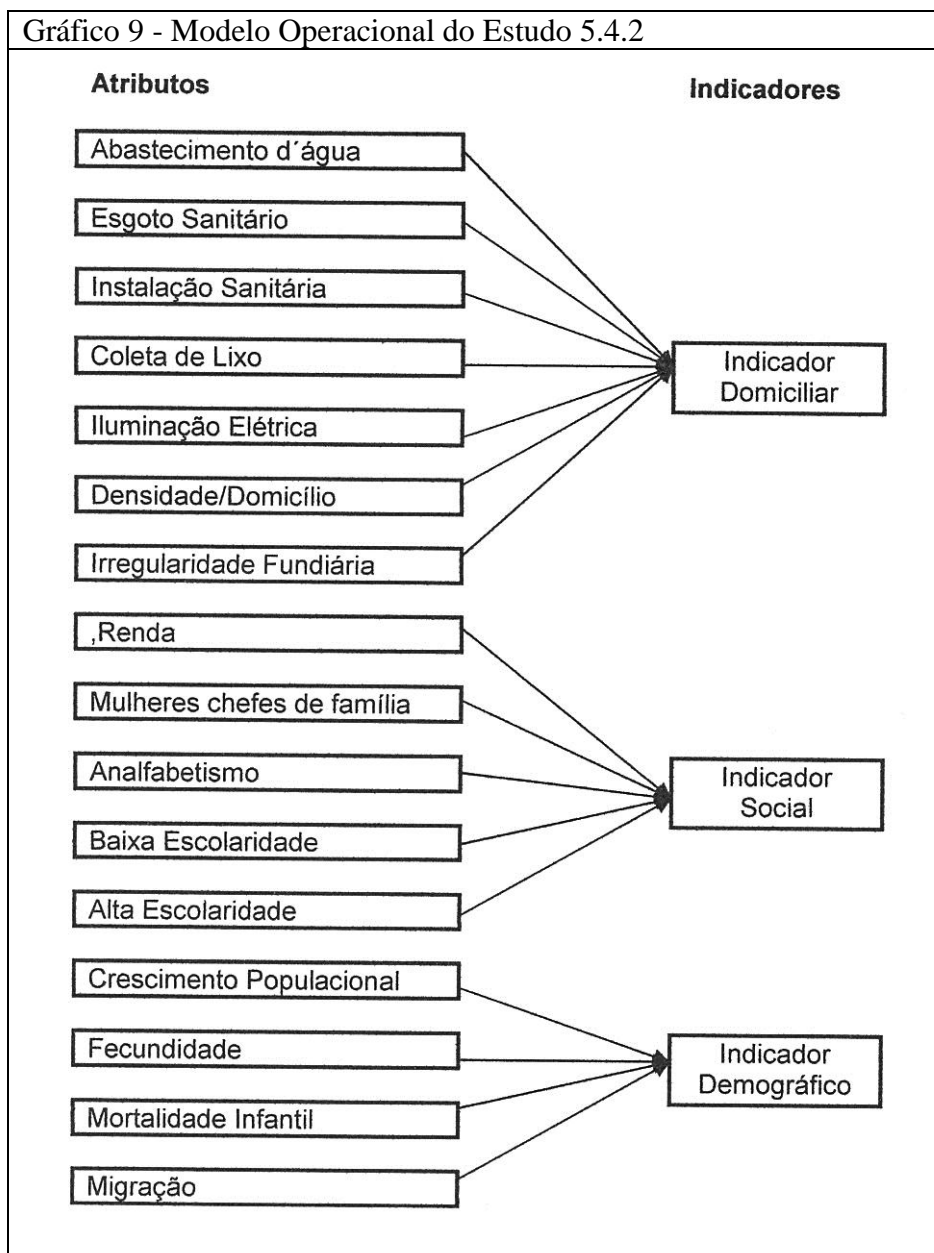 Gráfico 9 - Modelo Operacional do Estudo 5.4.2
Atributos
Indicadores
Abastecimento d´água
Esgoto Sanitário
Instalação Sanitária
Coleta de Lixo
Iluminação Elétrica
Densidade/Domicílio
Irregularidade Fundiária
Indicador
Domiciliar
,Renda
Mulheres chefes de família
Analfabetismo
Baixa Escolaridade
Alta Escolaridade
Indicador
Social
Crescimento Populacional
Fecundidade
Mortalidade Infantil
Migração
Indicador
Demográfico